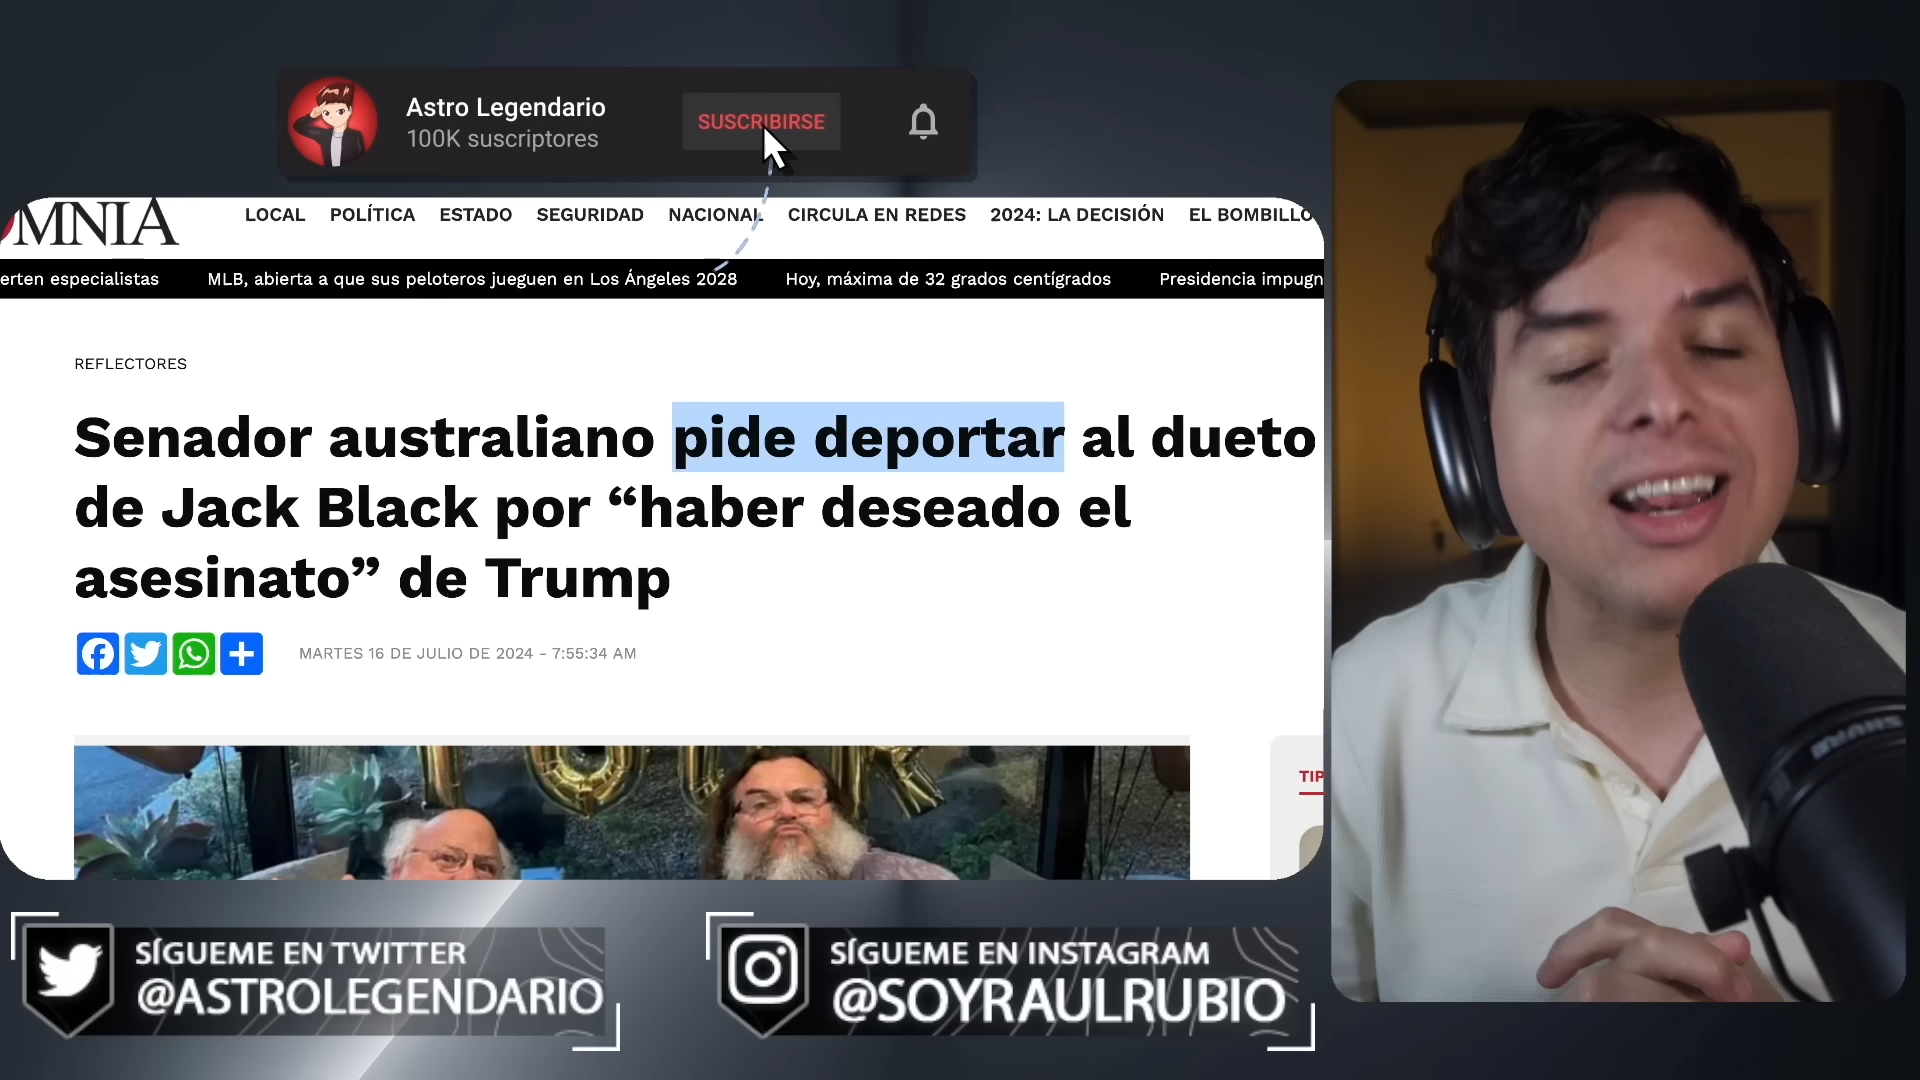 Astro Legendario
100K suscriptores
SUSCRIBIRSE
OMNIA
LOCAL POLÍTICA ESTADO SEGURIDAD NACIONAL CIRCULA EN REDES 2024: LA DECISIÓN EL BOMBILLO
erten especialistas MLB, abierta a que sus peloteros jueguen en Los Ángeles 2028 Hoy, máxima de 32 grados centígrados Presidencia impugn
REFLECTORES
Senador australiano pide deportar al dueto
de Jack Black por “haber deseado el
asesinato” de Trump
MARTES 16 DE JULIO DE 2024 - 7:55:34 AM
TIP
SHURE
SÍGUEME EN TWITTER
@ASTROLEGENDARIO
SÍGUEME EN INSTAGRAM
@SOYRAULRUBIO